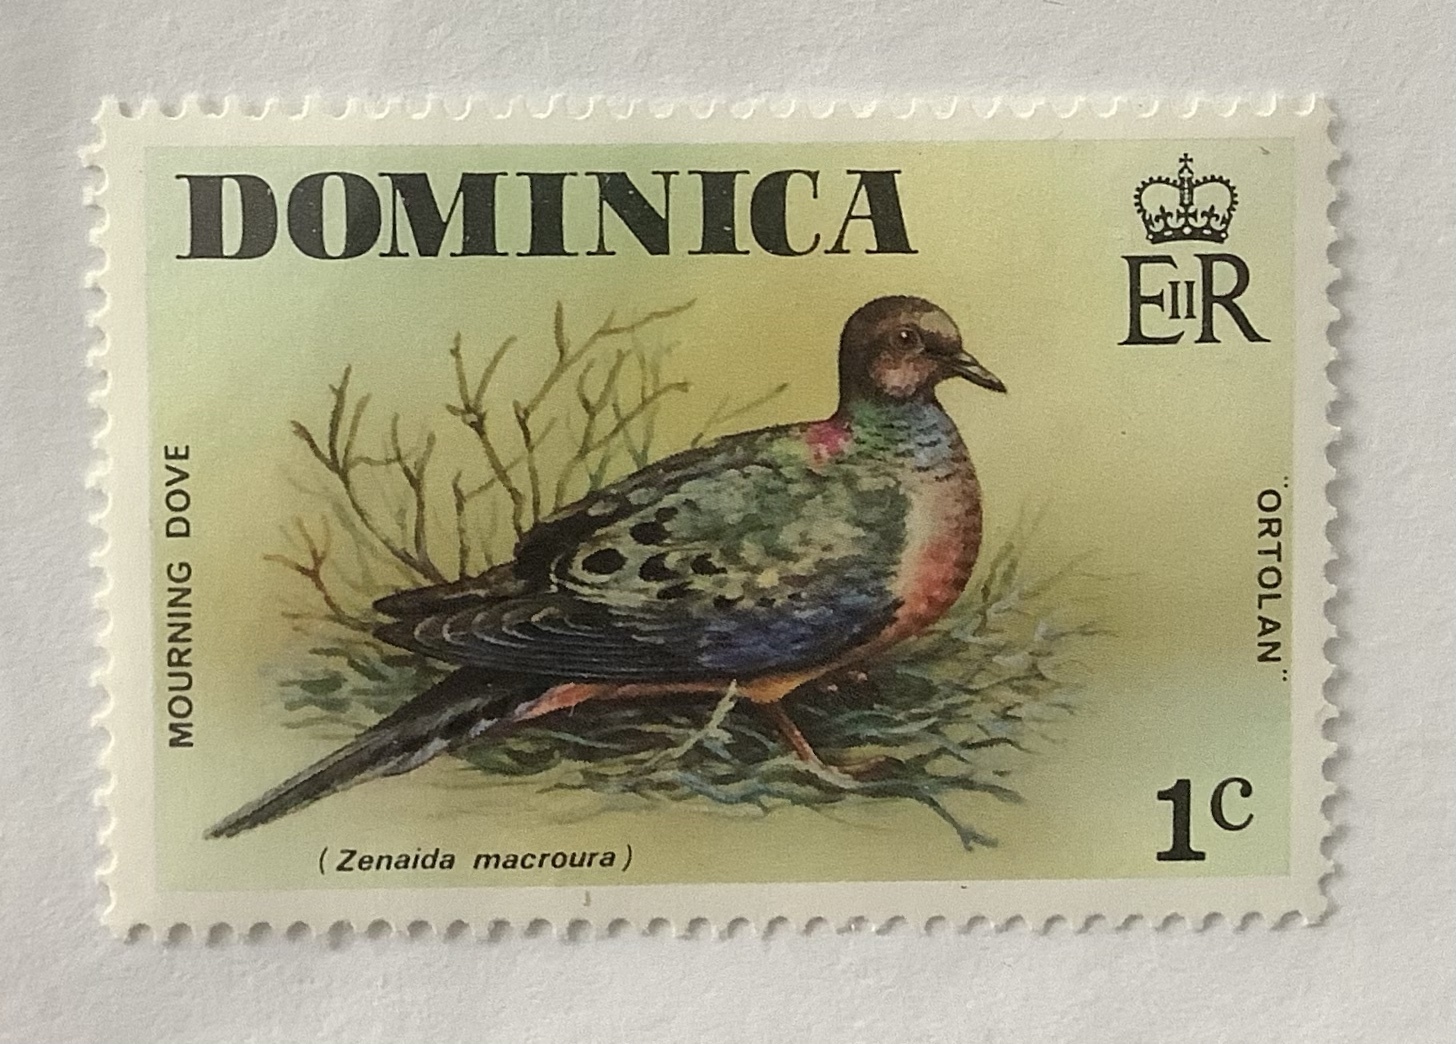 DOMINICA
EIIR
MOURNING DOVE
"ORTOLAN"
1c
(Zenaida macroura)